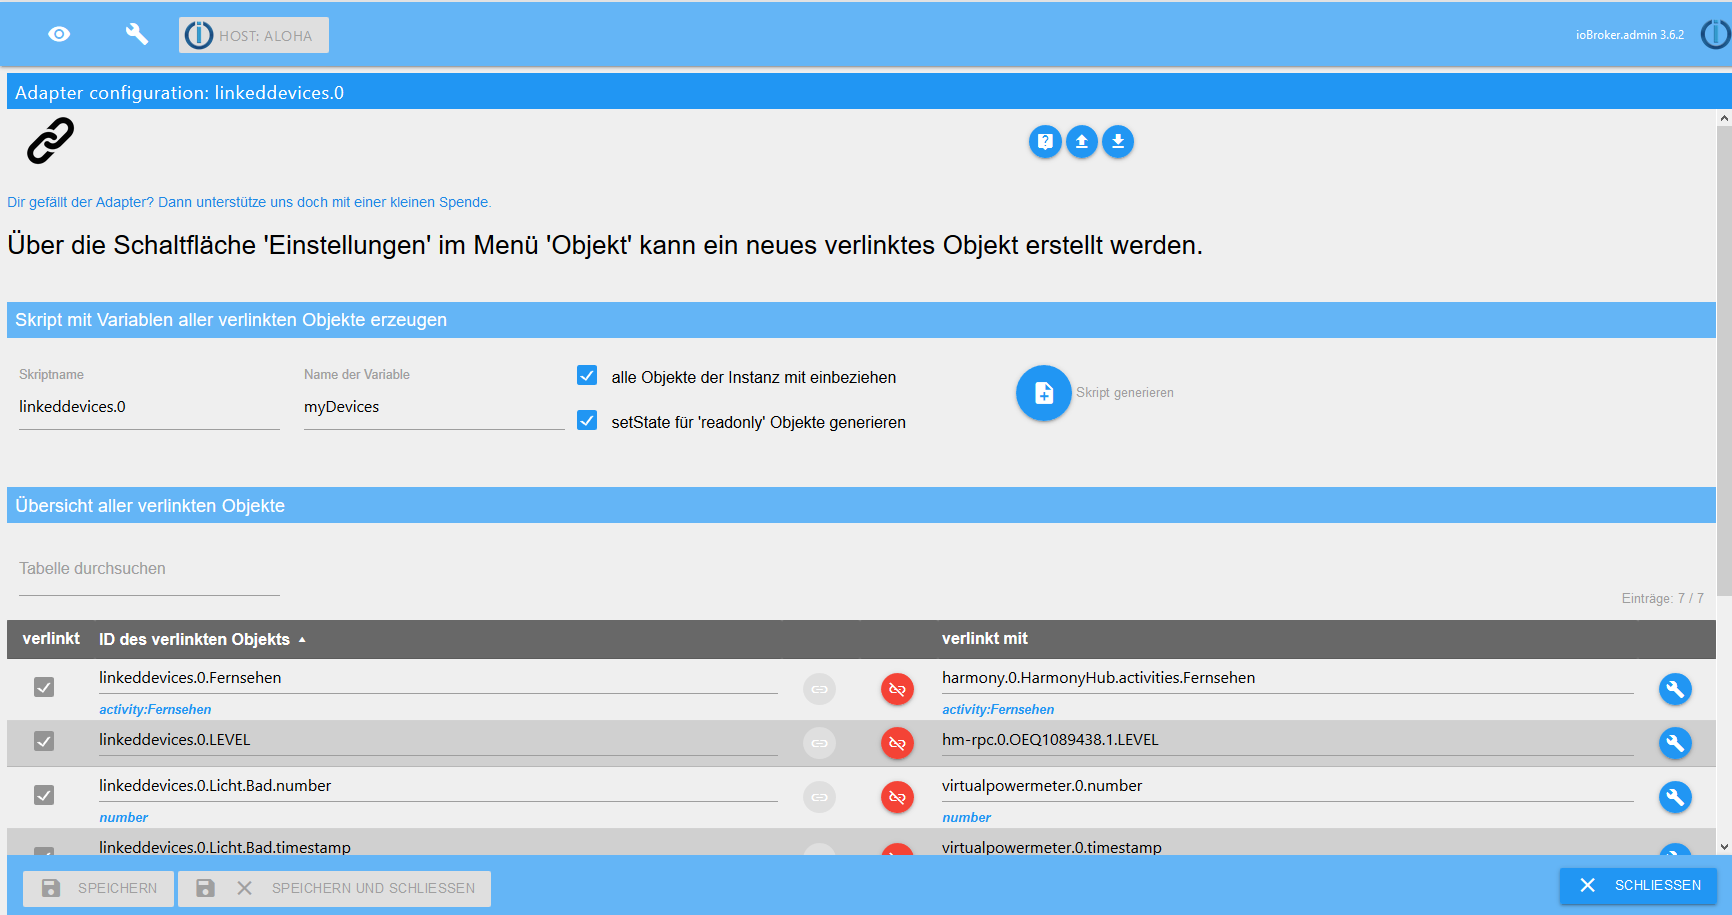 HOST: ALOHA
ioBroker.admin 3.6.2
Adapter configuration: linkeddevices.0
Dir gefällt der Adapter? Dann unterstütze uns doch mit einer kleinen Spende.
Über die Schaltfläche 'Einstellungen' im Menü 'Objekt' kann ein neues verlinktes Objekt erstellt werden.
Skript mit Variablen aller verlinkten Objekte erzeugen
Skriptname
Name der Variable
linkeddevices.0
myDevices
alle Objekte der Instanz mit einbeziehen
setState für 'readonly' Objekte generieren
Skript generieren
Übersicht aller verlinkten Objekte
Tabelle durchsuchen
Einträge: 7 / 7
verlinkt ID des verlinkten Objekts verlinkt mit
linkeddevices.0.Fernsehen harmony.0.HarmonyHub.activities.Fernsehen
activity:Fernsehen activity:Fernsehen
linkeddevices.0.LEVEL hm-rpc.0.OEQ1089438.1.LEVEL
linkeddevices.0.Licht.Bad.number virtualpowermeter.0.number
number number
linkeddevices.0.Licht.Bad.timestamp virtualpowermeter.0.timestamp
SPEICHERN SPEICHERN UND SCHLIESSEN SCHLIESSEN